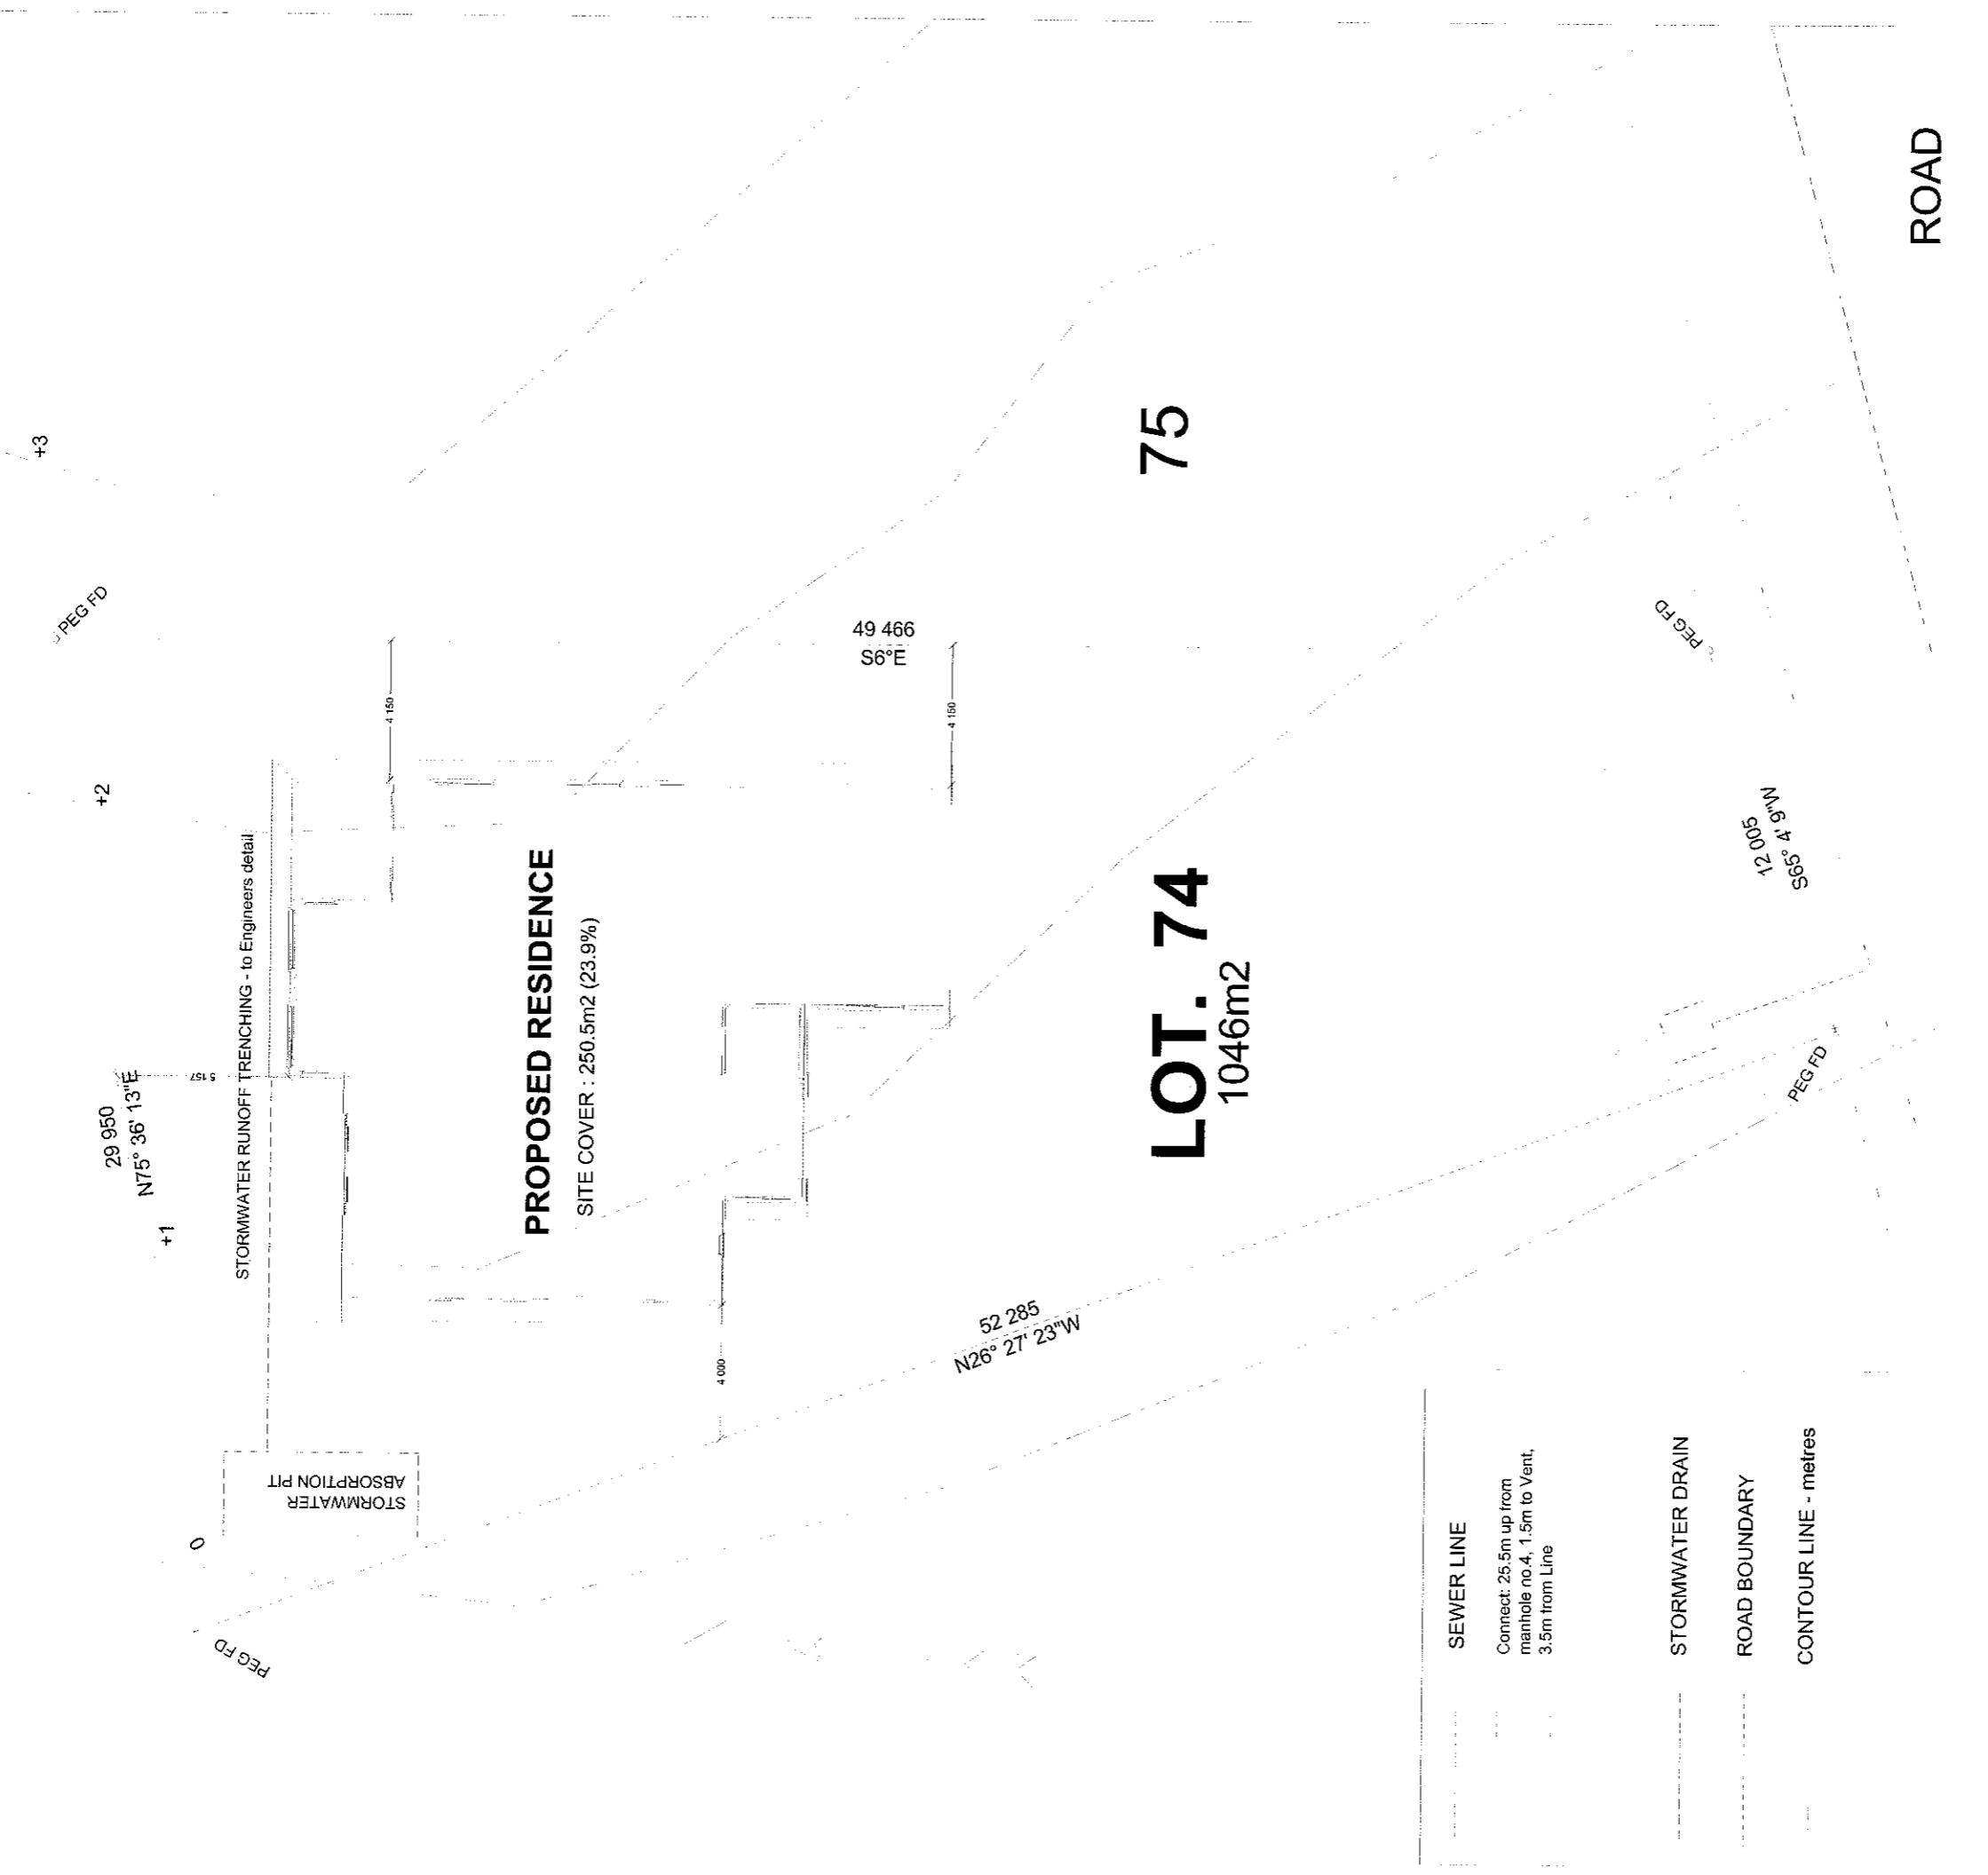 +3
PEG FD
+2
29 950
N75° 36' 13"E
+1
5 157
STORMWATER RUNOFF TRENCHING - to Engineers detail
0
PEG FD
STORMWATER
ABSORPTION PIT
4 150
PROPOSED RESIDENCE
SITE COVER : 250.5m2 (23.9%)
49 466
S6°E
4 150
4 000
52 285
N26° 27' 23"W
LOT. 74
1046m2
75
ROAD
PEG FD
12 005
S65° 4' 9"W
PEG FD
SEWER LINE
Connect: 25.5m up from
manhole no.4, 1.5m to Vent,
3.5m from Line
STORMWATER DRAIN
ROAD BOUNDARY
CONTOUR LINE - metres